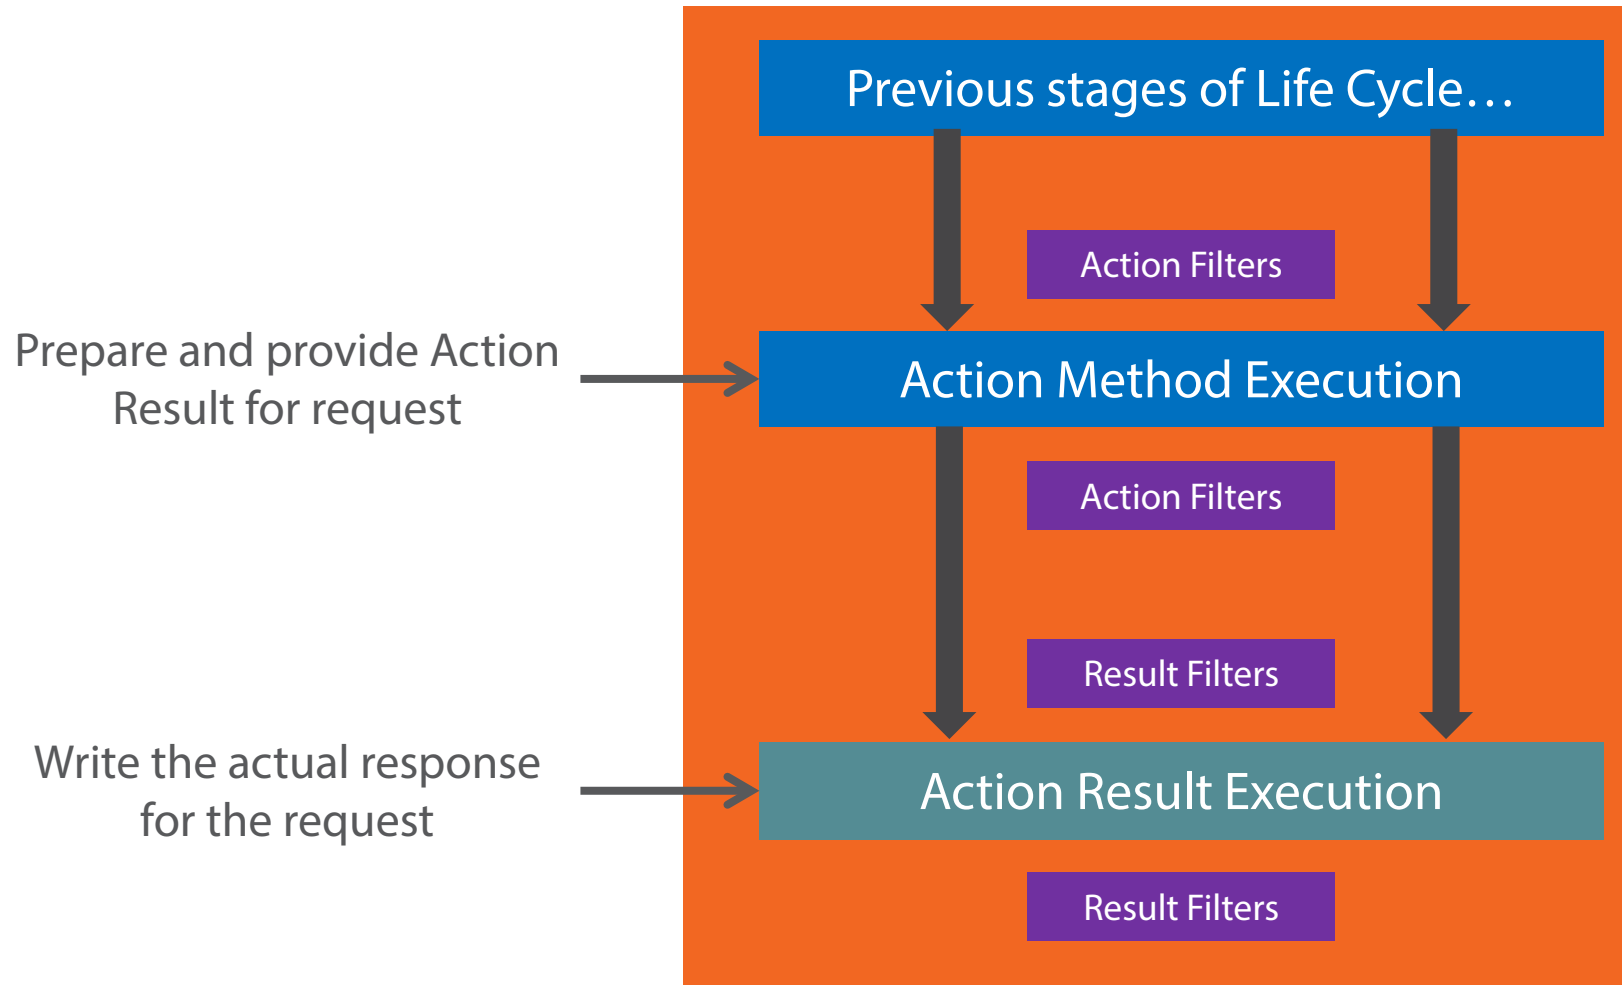 Previous stages of Life Cycle…
Action Filters
Prepare and provide Action
Result for request
Action Method Execution
Action Filters
Result Filters
Write the actual response
for the request
Action Result Execution
Result Filters